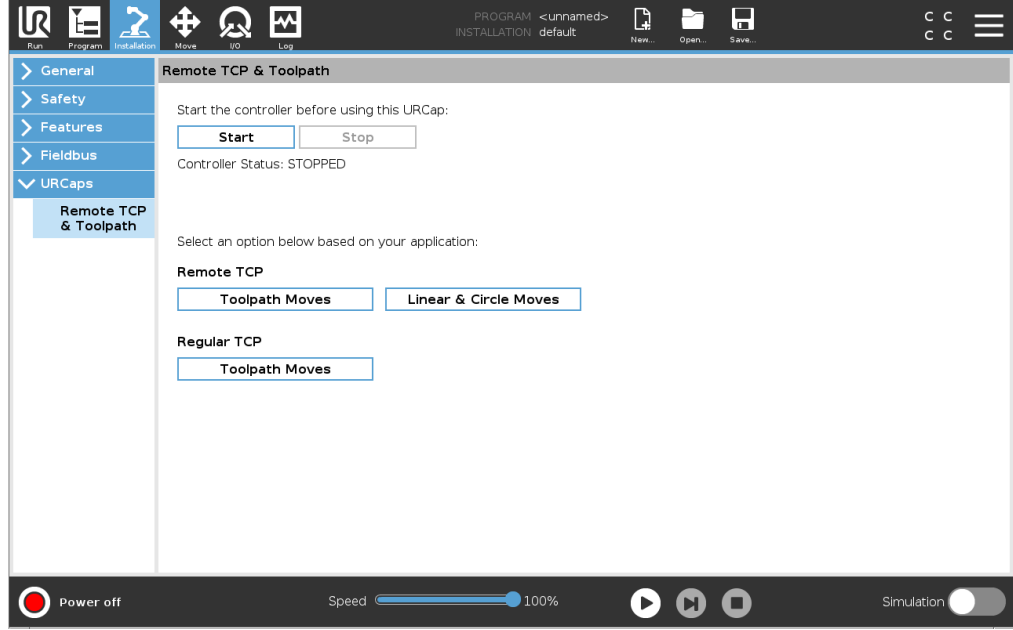 UR
PROGRAM <unnamed>
INSTALLATION default
C C
C C
Run Program Installation Move I/O Log New... Open... Save...
General
Safety
Features
Fieldbus
URCaps
Remote TCP
& Toolpath
Remote TCP & Toolpath
Start the controller before using this URCap:
Start Stop
Controller Status: STOPPED
Select an option below based on your application:
Remote TCP
Toolpath Moves Linear & Circle Moves
Regular TCP
Toolpath Moves
Power off Speed 100% Simulation